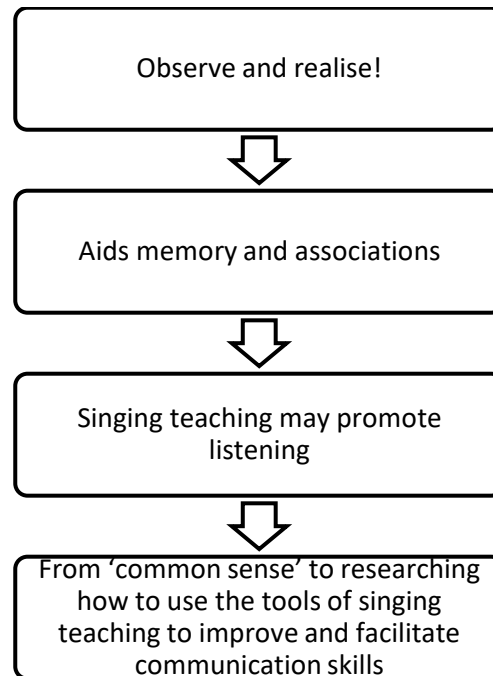 Observe and realise!
Aids memory and associations
Singing teaching may promote
listening
From ‘common sense’ to researching
how to use the tools of singing
teaching to improve and facilitate
communication skills